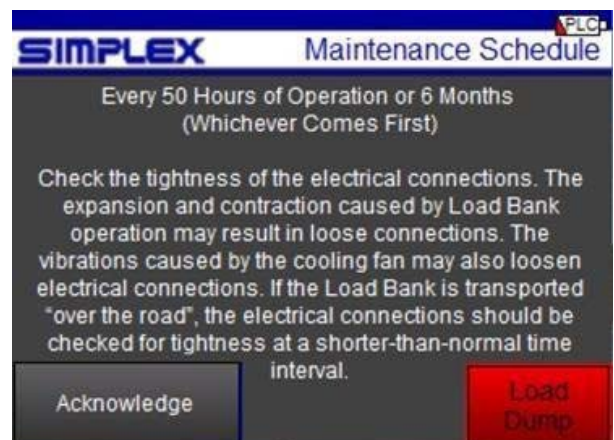 PLC
SIMPLEX Maintenance Schedule
Every 50 Hours of Operation or 6 Months
(Whichever Comes First)
Check the tightness of the electrical connections. The
expansion and contraction caused by Load Bank
operation may result in loose connections. The
vibrations caused by the cooling fan may also loosen
electrical connections. If the Load Bank is transported
“over the road”, the electrical connections should be
checked for tightness at a shorter-than-normal time
interval.
Acknowledge
Load
Dump